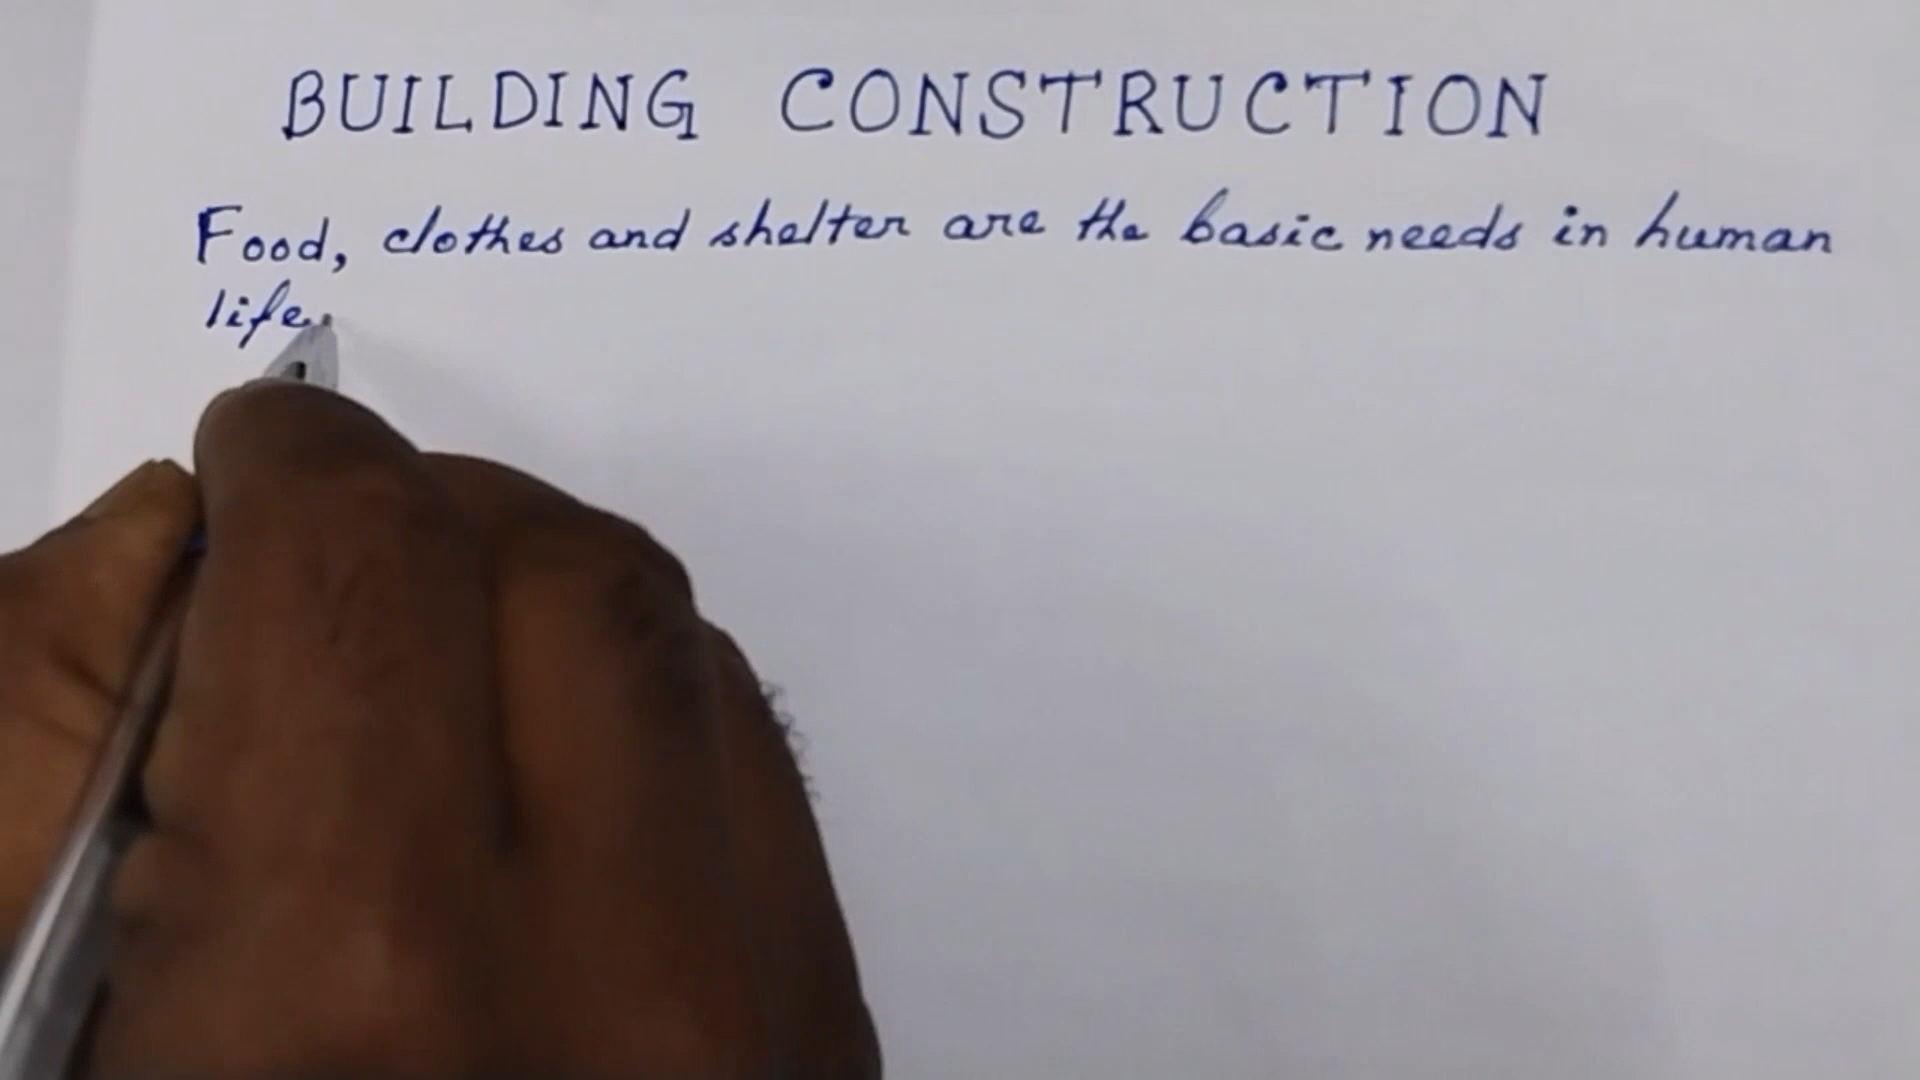 BUILDING CONSTRUCTION
Food, clothes and shelter are the basic needs in human
life.